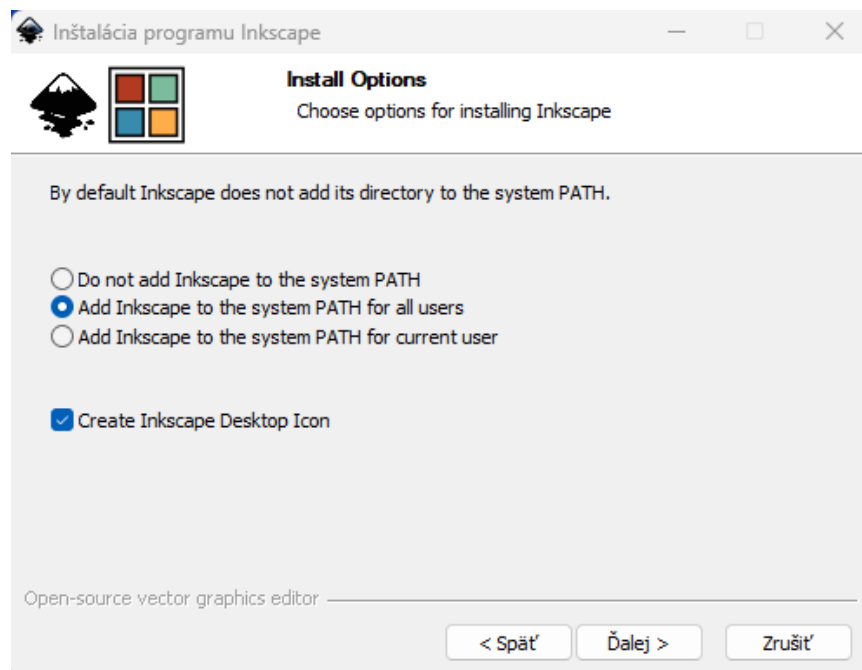 Inštalácia programu Inkscape
Install Options
Choose options for installing Inkscape
By default Inkscape does not add its directory to the system PATH.
Do not add Inkscape to the system PATH
Add Inkscape to the system PATH for all users
Add Inkscape to the system PATH for current user
Create Inkscape Desktop Icon
Open-source vector graphics editor
< Späť
Ďalej >
Zrušiť